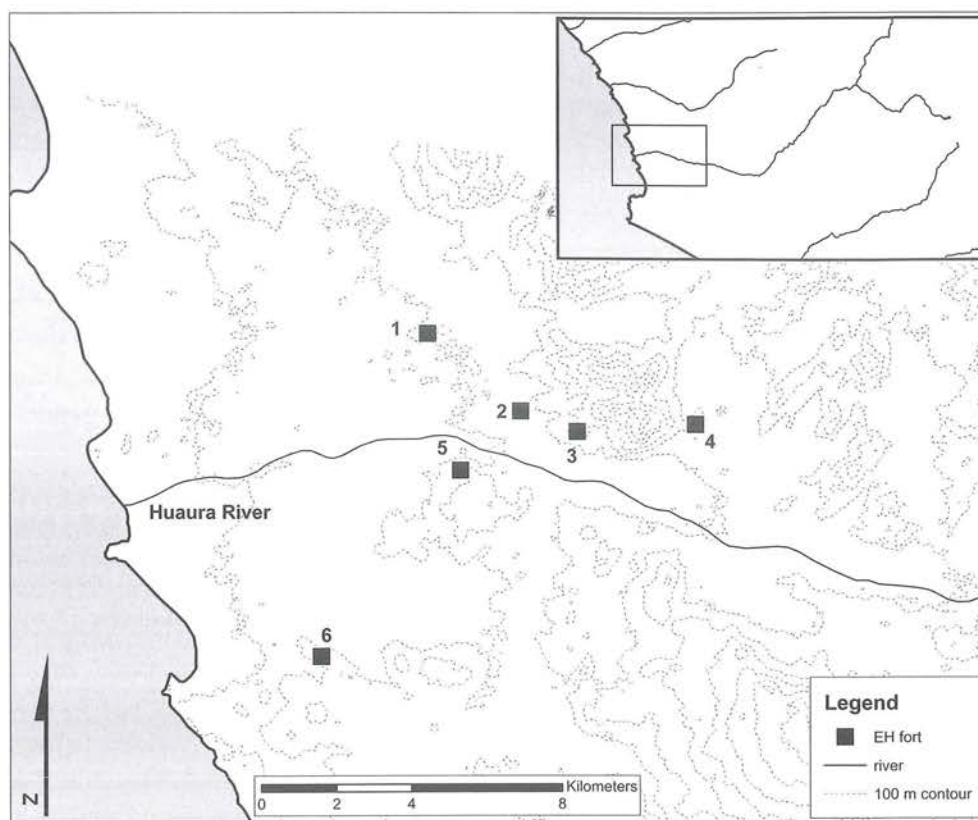 1
2
3
4
5
Huaura River
6
Legend
EH fort
river
100 m contour
Kilometers
0 2 4 8
N